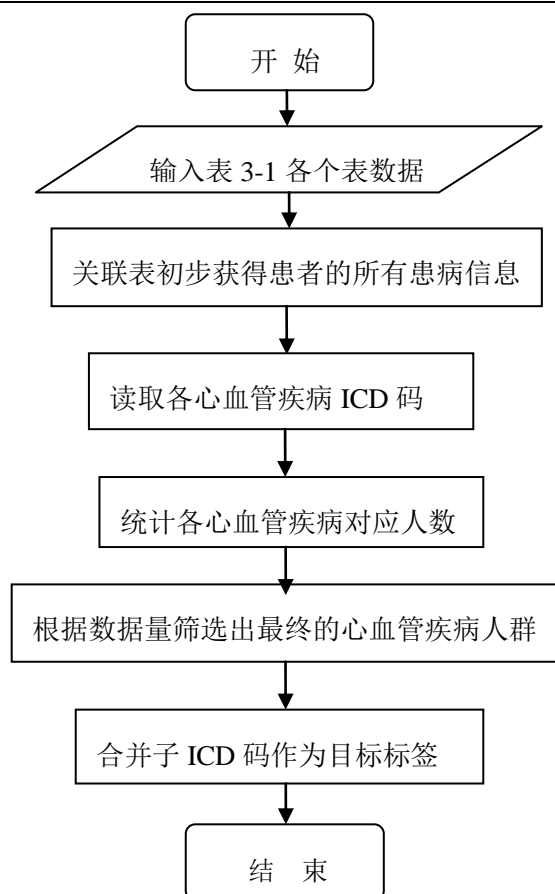 开 始
输入表 3-1 各个表数据
关联表初步获得患者的所有患病信息
读取各心血管疾病 ICD 码
统计各心血管疾病对应人数
根据数据量筛选出最终的心血管疾病人群
合并子 ICD 码作为目标标签
结 束